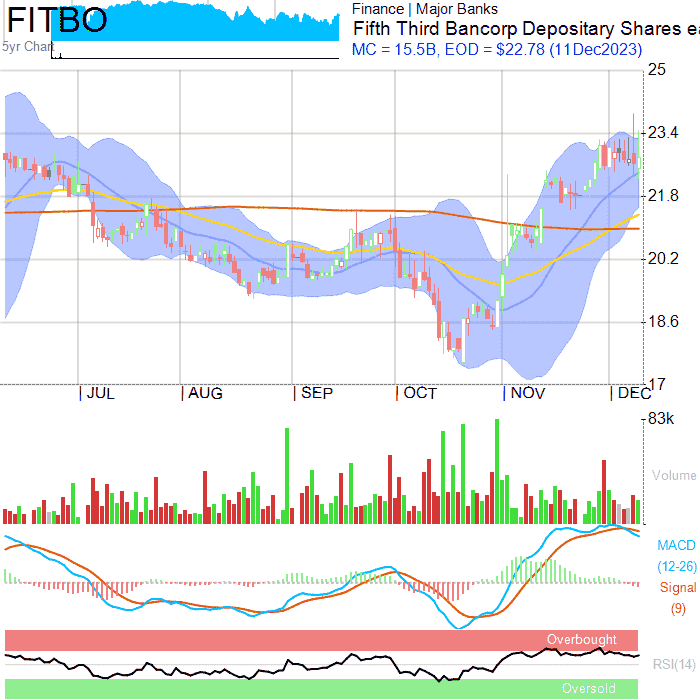 FITBO
5yr Chart
Finance | Major Banks
Fifth Third Bancorp Depositary Shares ea
MC = 15.5B, EOD = $22.78 (11Dec2023)
25
23.4
21.8
20.2
18.6
17
JUL AUG SEP OCT NOV DEC
83k
Volume
MACD
(12-26)
Signal
(9)
Overbought
RSI(14)
Oversold